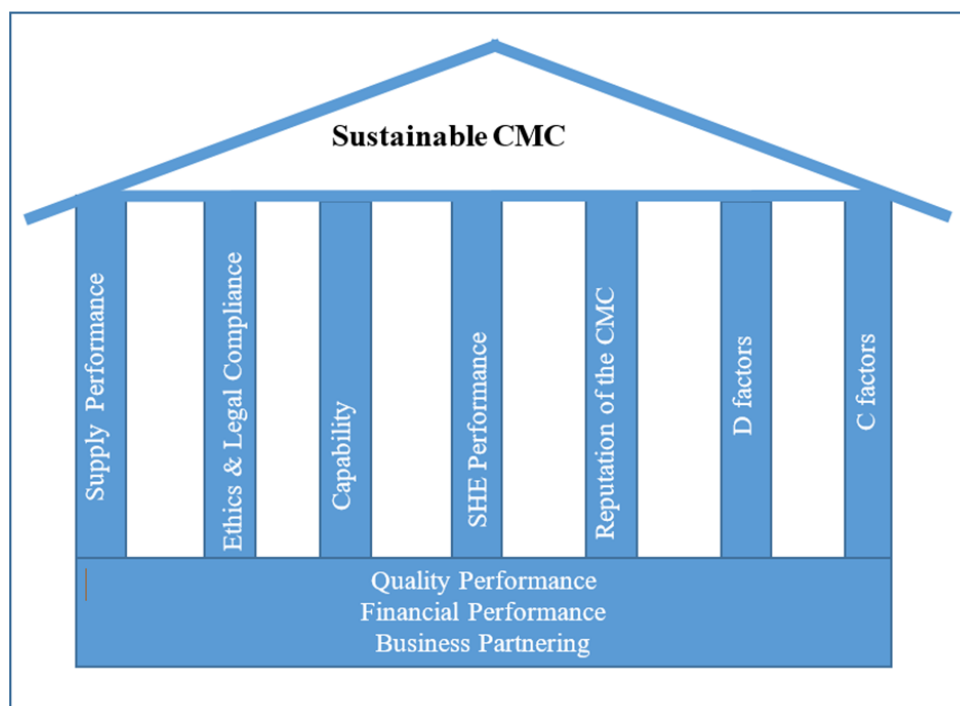 Sustainable CMC
Supply Performance
Ethics & Legal Compliance
Capability
SHE Performance
Reputation of the CMC
D factors
C factors
Quality Performance
Financial Performance
Business Partnering